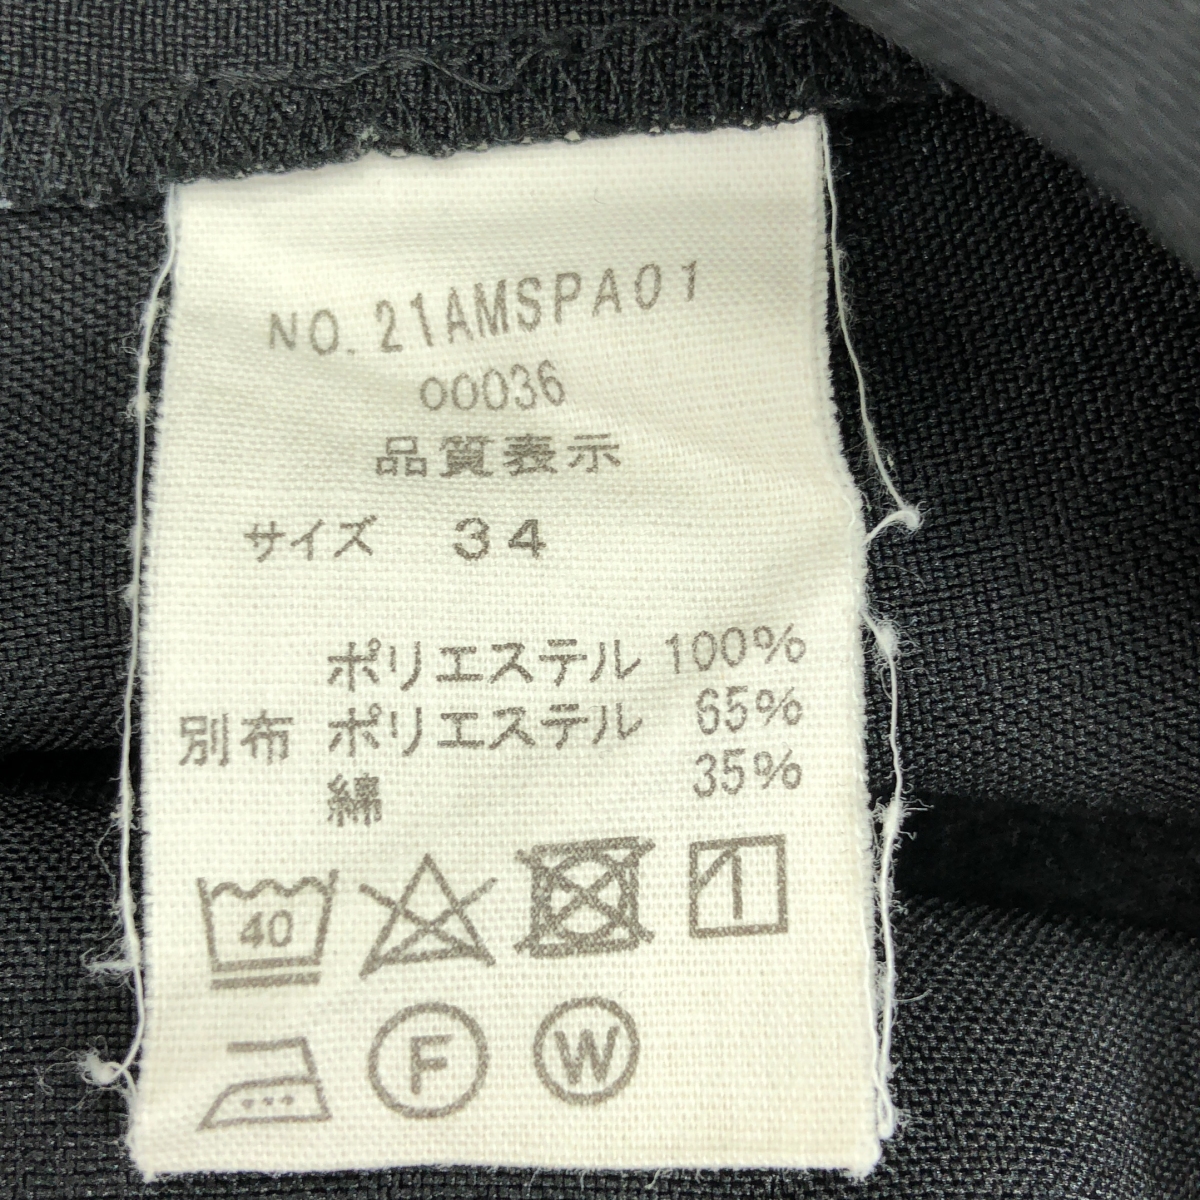 NO. 21AMSPA01
00036
品質表示
サイズ 34
ポリエステル 100%
別布 ポリエステル 65%
綿 35%
40
F W